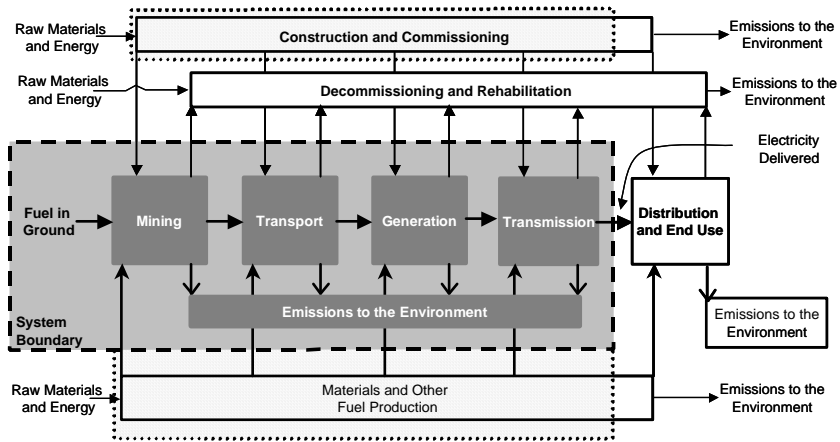 Raw Materials
and Energy
Construction and Commissioning
Emissions to the
Environment
Raw Materials
and Energy
Decommissioning and Rehabilitation
Emissions to the
Environment
Electricity
Delivered
Fuel in
Ground
Mining
Transport
Generation
Transmission
Distribution
and End Use
Emissions to the Environment
Emissions to the
Environment
System
Boundary
Raw Materials
and Energy
Materials and Other
Fuel Production
Emissions to the
Environment